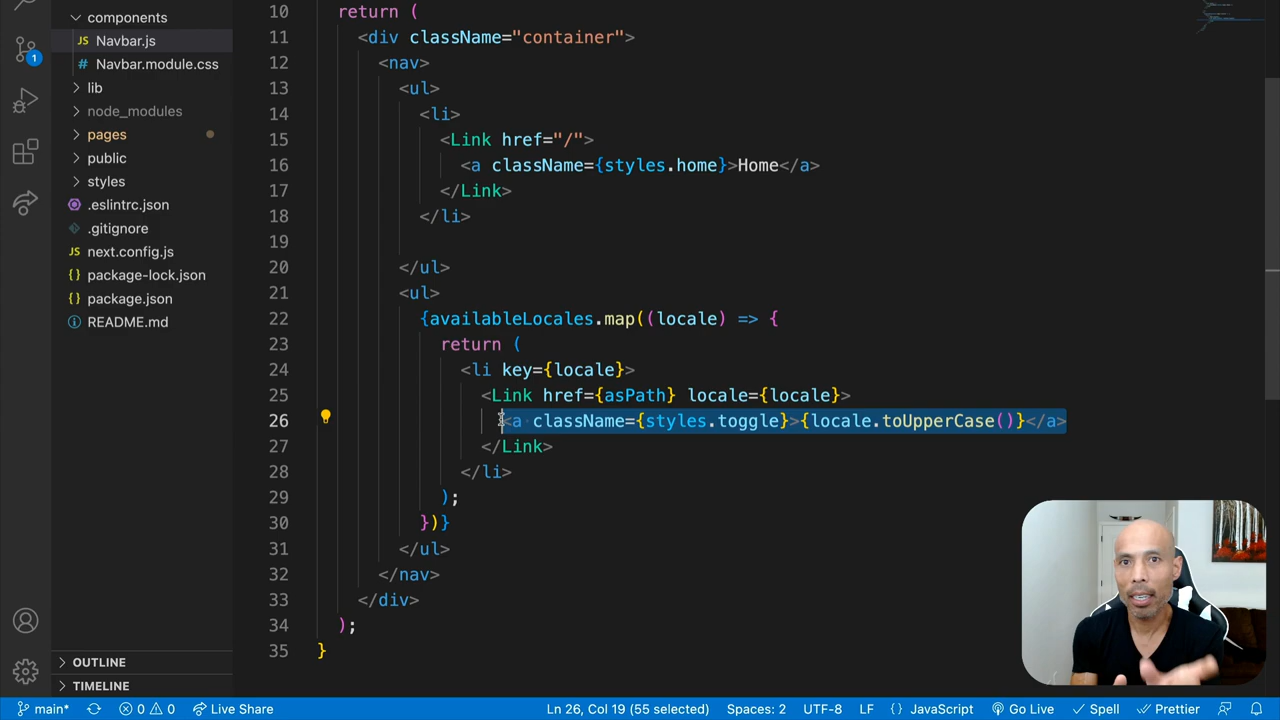 components
JS Navbar.js
# Navbar.module.css
lib
node_modules
pages
public
styles
.eslintrc.json
.gitignore
JS next.config.js
{} package-lock.json
{} package.json
README.md
OUTLINE
TIMELINE
1
10 return (
11 <div className="container">
12 <nav>
13 <ul>
14 <li>
15 <Link href="/">
16 <a className={styles.home}>Home</a>
17 </Link>
18 </li>
19
20 </ul>
21 <ul>
22 {availableLocales.map((locale) => {
23 return (
24 <li key={locale}>
25 <Link href={asPath} locale={locale}>
26 <a className={styles.toggle}>{locale.toUpperCase()}</a>
27 </Link>
28 </li>
29 );
30 })}
31 </ul>
32 </nav>
33 </div>
34 );
35 }
main* 0 0 Live Share Ln 26, Col 19 (55 selected) Spaces: 2 UTF-8 LF {} JavaScript Go Live Spell Prettier